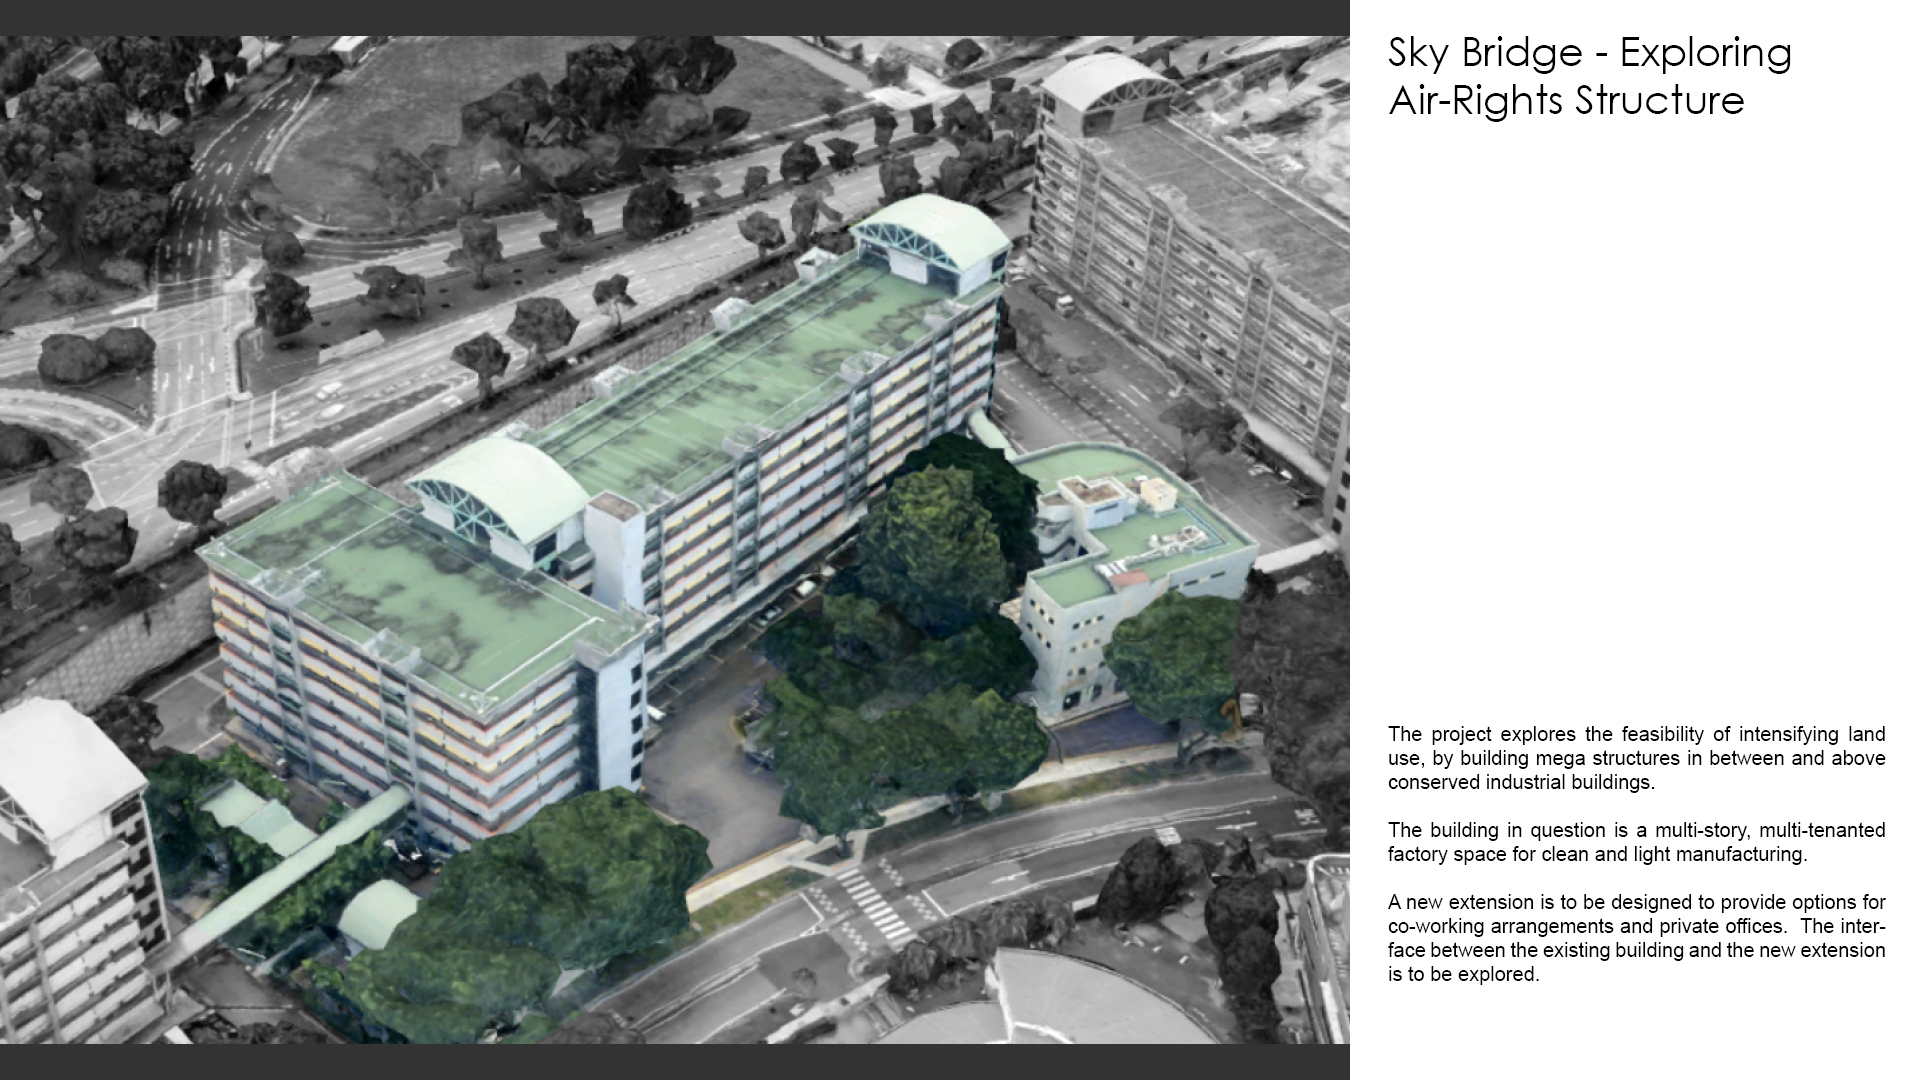 Sky Bridge - Exploring
Air-Rights Structure
The project explores the feasibility of intensifying land
use, by building mega structures in between and above
conserved industrial buildings.
The building in question is a multi-story, multi-tenanted
factory space for clean and light manufacturing.
A new extension is to be designed to provide options for
co-working arrangements and private offices.  The inter-
face between the existing building and the new extension
is to be explored.